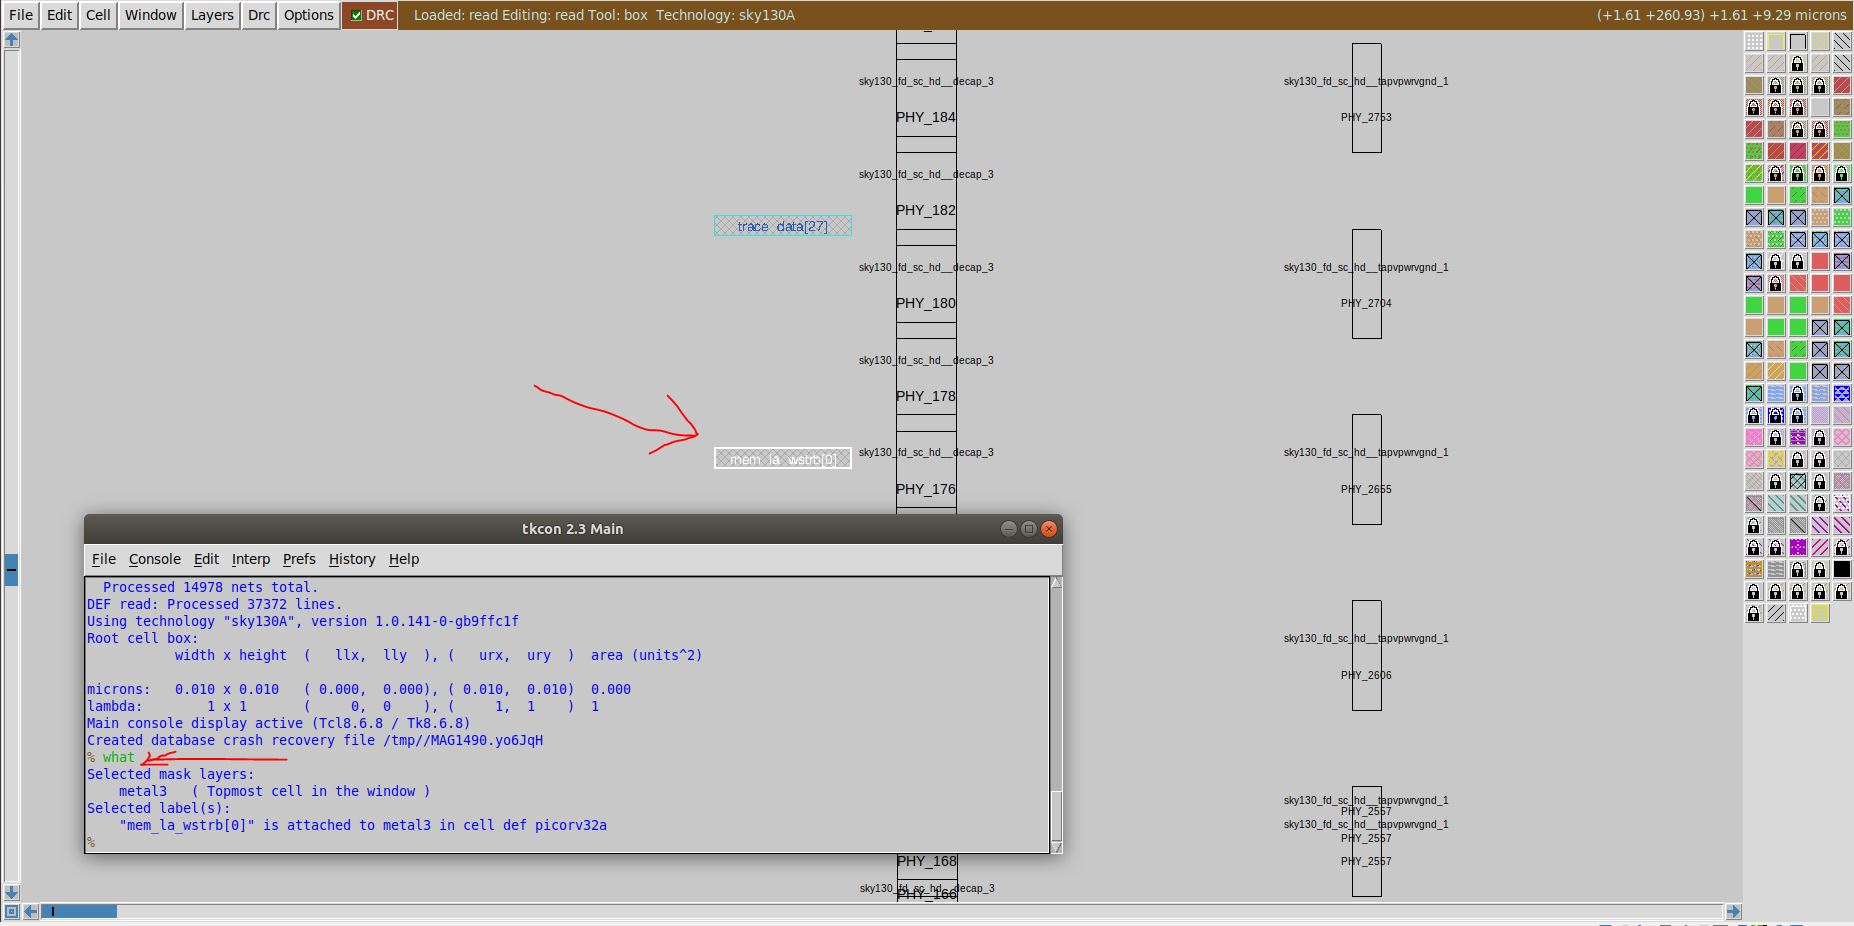 File Edit Cell Window Layers Drc Options DRC Loaded: read Editing: read Tool: box Technology: sky130A (+1.61 +260.93) +1.61 +9.29 microns
sky130_fd_sc_hd__decap_3 sky130_fd_sc_hd__tapvpwrvgnd_1
PHY_184 PHY_2753
sky130_fd_sc_hd__decap_3
PHY_182
trace_data[27]
sky130_fd_sc_hd__decap_3 sky130_fd_sc_hd__tapvpwrvgnd_1
PHY_180 PHY_2704
sky130_fd_sc_hd__decap_3
PHY_178
mem_la_wstrb[0] sky130_fd_sc_hd__decap_3 sky130_fd_sc_hd__tapvpwrvgnd_1
PHY_176 PHY_2655
tkcon 2.3 Main
File Console Edit Interp Prefs History Help
Processed 14978 nets total.
DEF read: Processed 37372 lines.
Using technology "sky130A", version 1.0.141-0-gb9ffc1f
Root cell box:
width x height ( llx, lly ), ( urx, ury ) area (units^2)
microns: 0.010 x 0.010 ( 0.000, 0.000), ( 0.010, 0.010) 0.000
lambda: 1 x 1 ( 0, 0 ), ( 1, 1 ) 1
Main console display active (Tcl8.6.8 / Tk8.6.8)
Created database crash recovery file /tmp//MAG1490.yo6JqH
% what
Selected mask layers:
metal3 ( Topmost cell in the window )
Selected label(s):
"mem_la_wstrb[0]" is attached to metal3 in cell def picorv32a
%
sky130_fd_sc_hd__tapvpwrvgnd_1
PHY_2606
sky130_fd_sc_hd__tapvpwrvgnd_1
PHY_2557
sky130_fd_sc_hd__tapvpwrvgnd_1
PHY_2557
PHY_168 PHY_2557
sky130_fd_sc_hd__decap_3
PHY_166